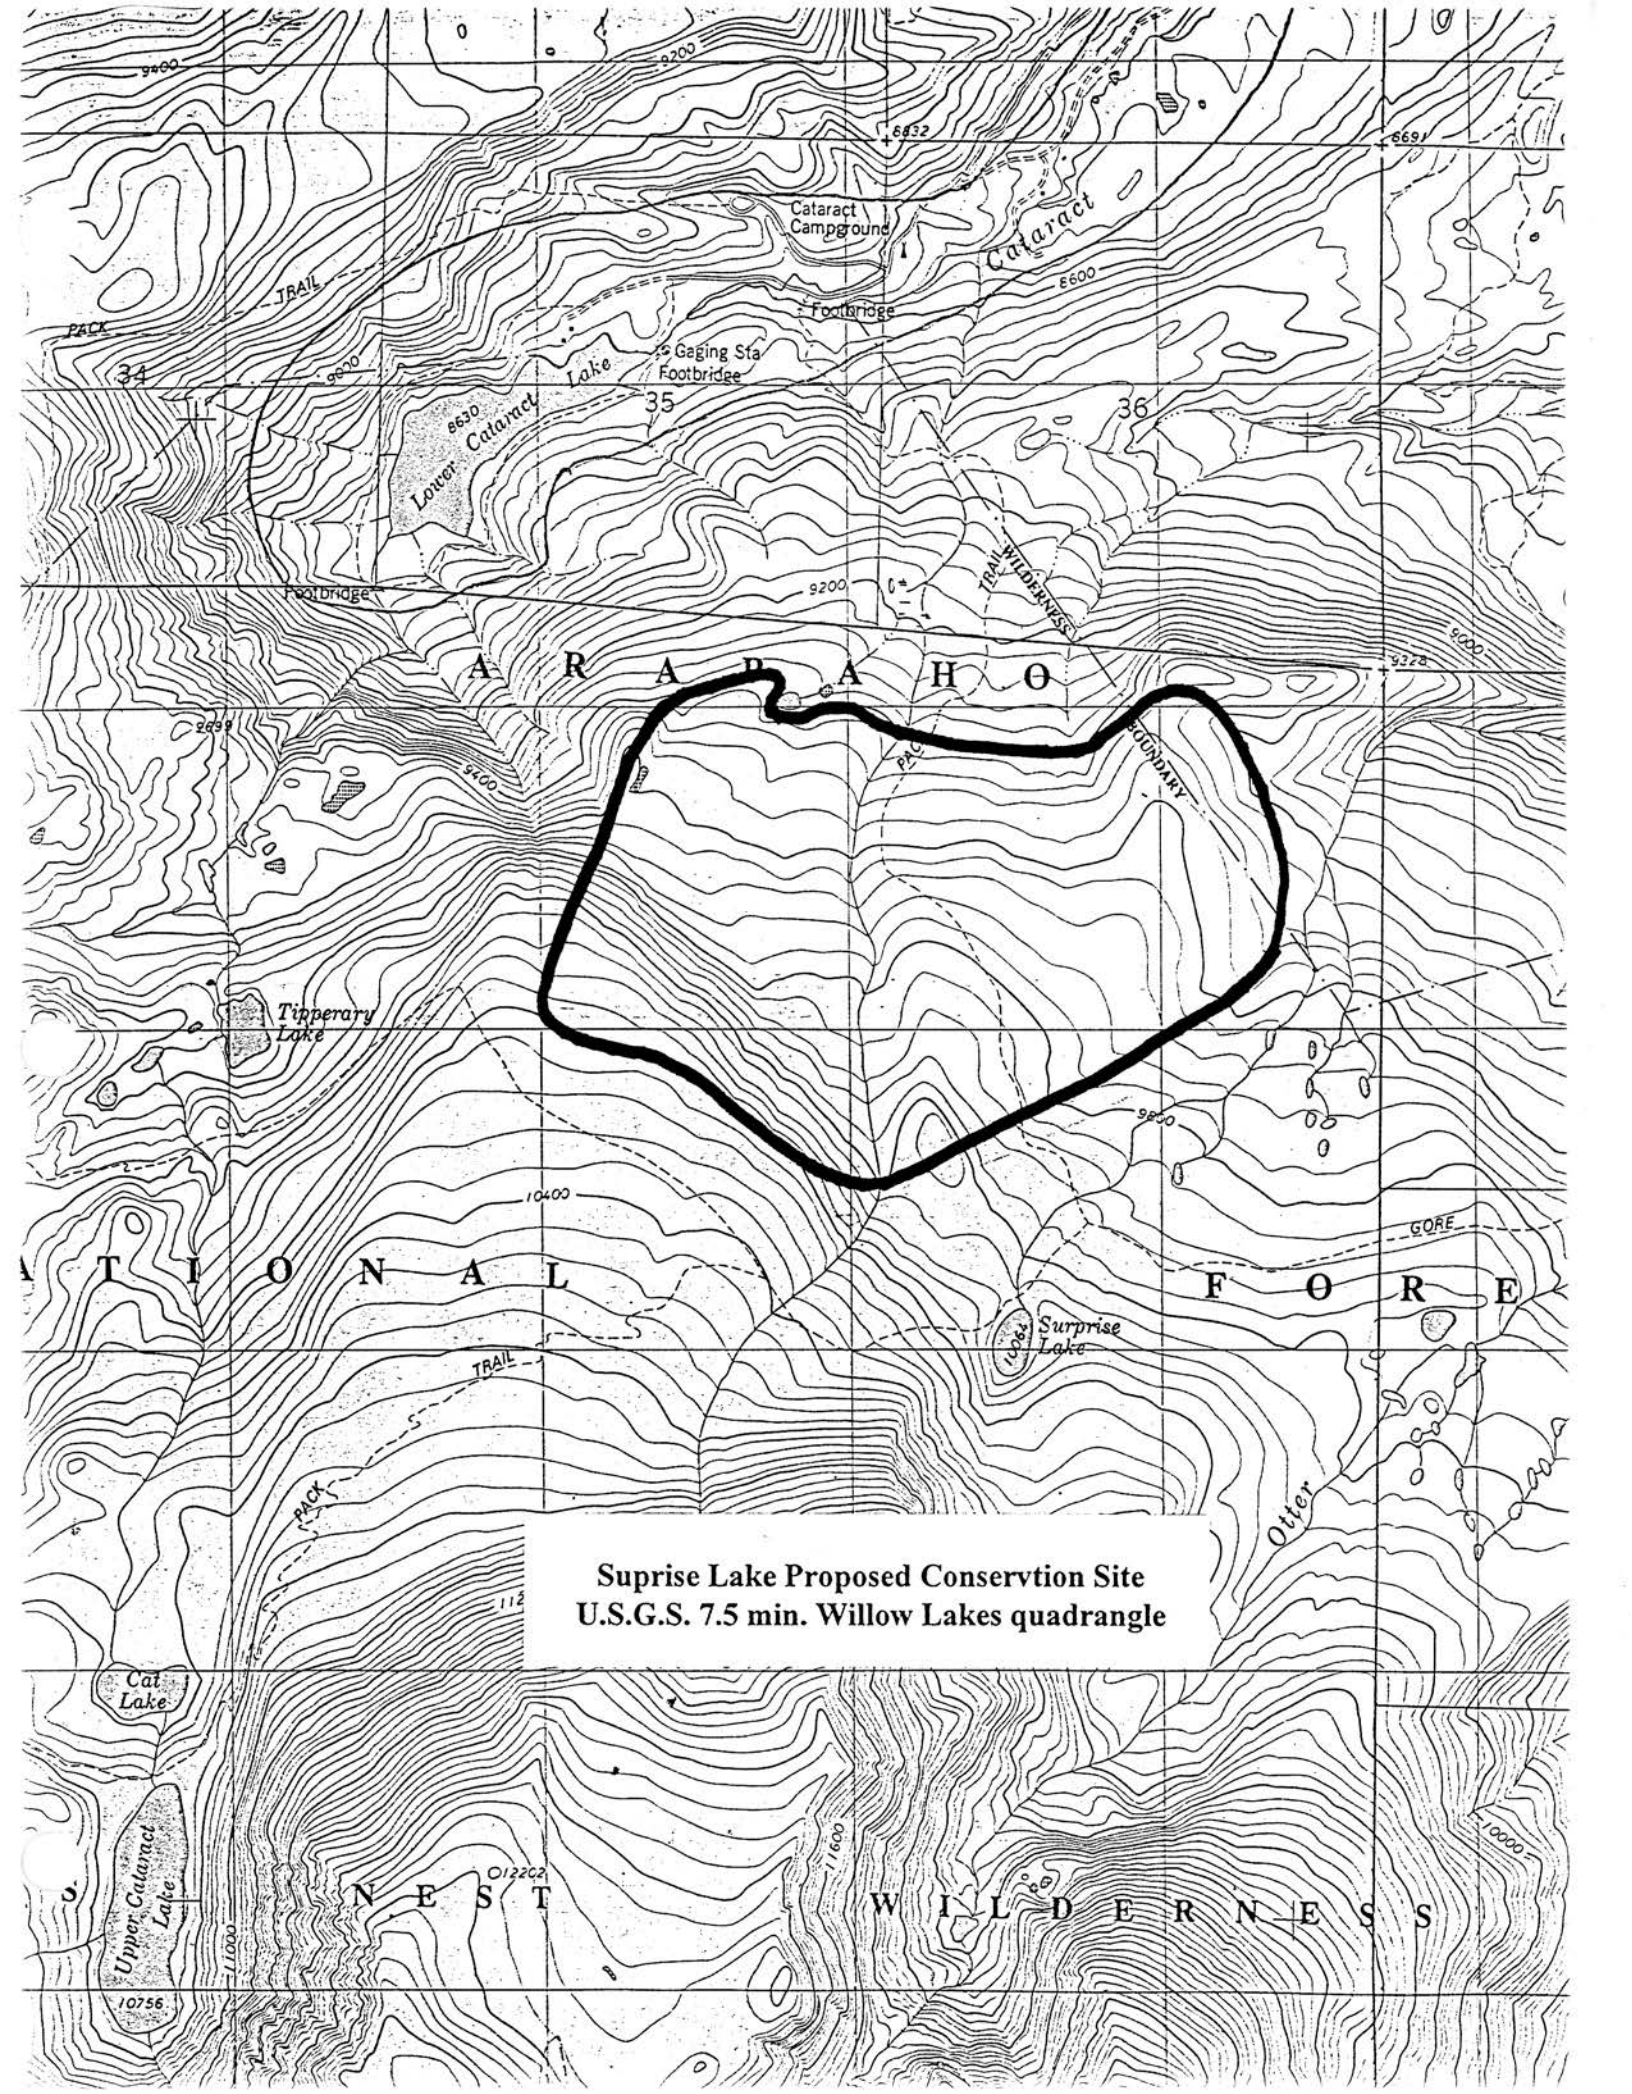 9400
9200
8832
8691
Cataract
Campground
Cataract
8600
TRAIL
PACK
Footbridge
34
9000
Gaging Sta
Footbridge
Lake
35
36
8630
Lower Cataract
TRAIL
WILDERNESS
9200
Footbridge
9000
9328
A R A P A H O
9699
9400
PACK
BOUNDARY
Tipperary
Lake
9800
10400
GORE
A T I O N A L
F O R E
10064
Surprise
Lake
TRAIL
PACK
Otter
Suprise Lake Proposed Conservtion Site
U.S.G.S. 7.5 min. Willow Lakes quadrangle
112
Cat
Lake
Upper Cataract
Lake
11600
10000
12202
S N E S T
W I L D E R N E S S
11000
10756